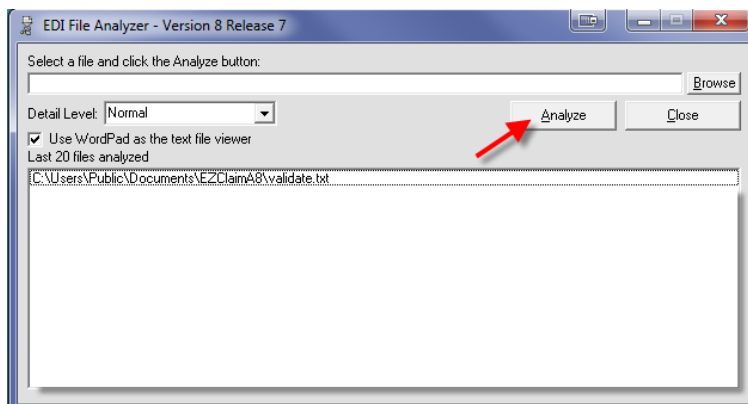 EDI File Analyzer - Version 8 Release 7
Select a file and click the Analyze button:
Browse
Detail Level: Normal
Analyze
Close
Use WordPad as the text file viewer
Last 20 files analyzed
C:\Users\Public\Documents\EZClaimA8\validate.txt